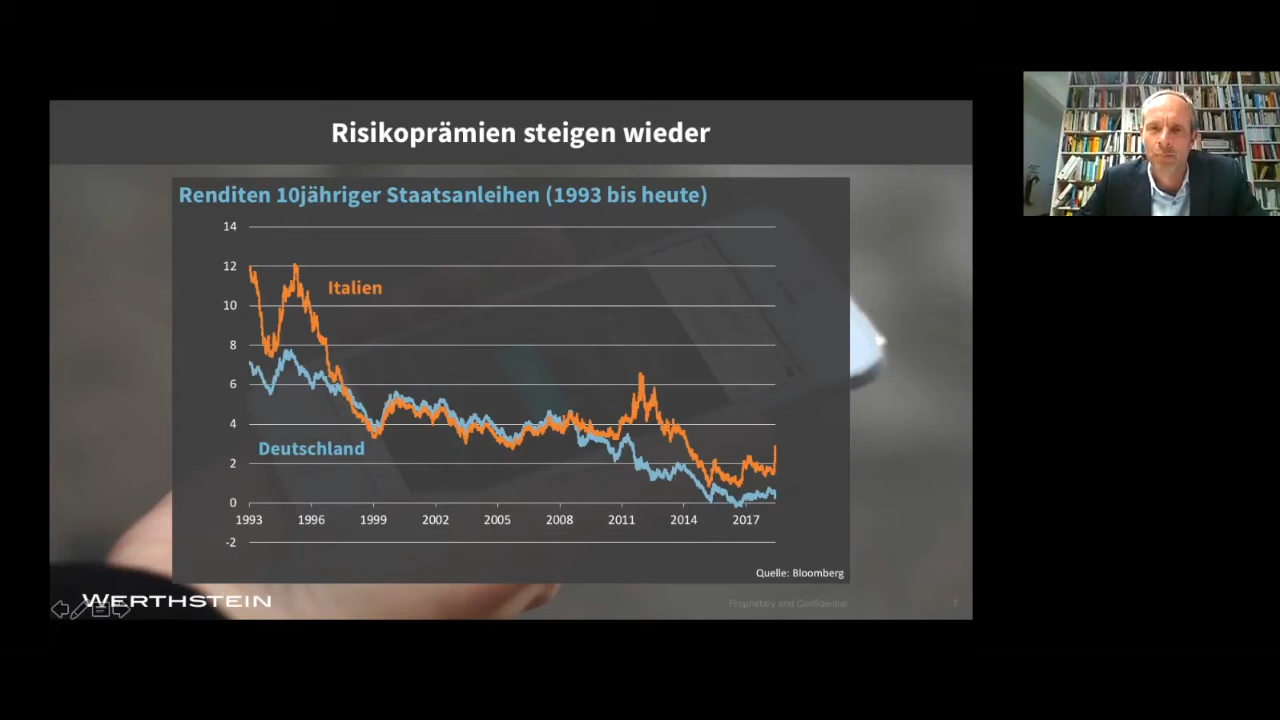 Risikoprämien steigen wieder
Renditen 10jähriger Staatsanleihen (1993 bis heute)
14
12
Italien
10
8
6
4
Deutschland
2
0
1993 1996 1999 2002 2005 2008 2011 2014 2017
-2
Quelle: Bloomberg
WERTHSTEIN
Proprietary and Confidential
7